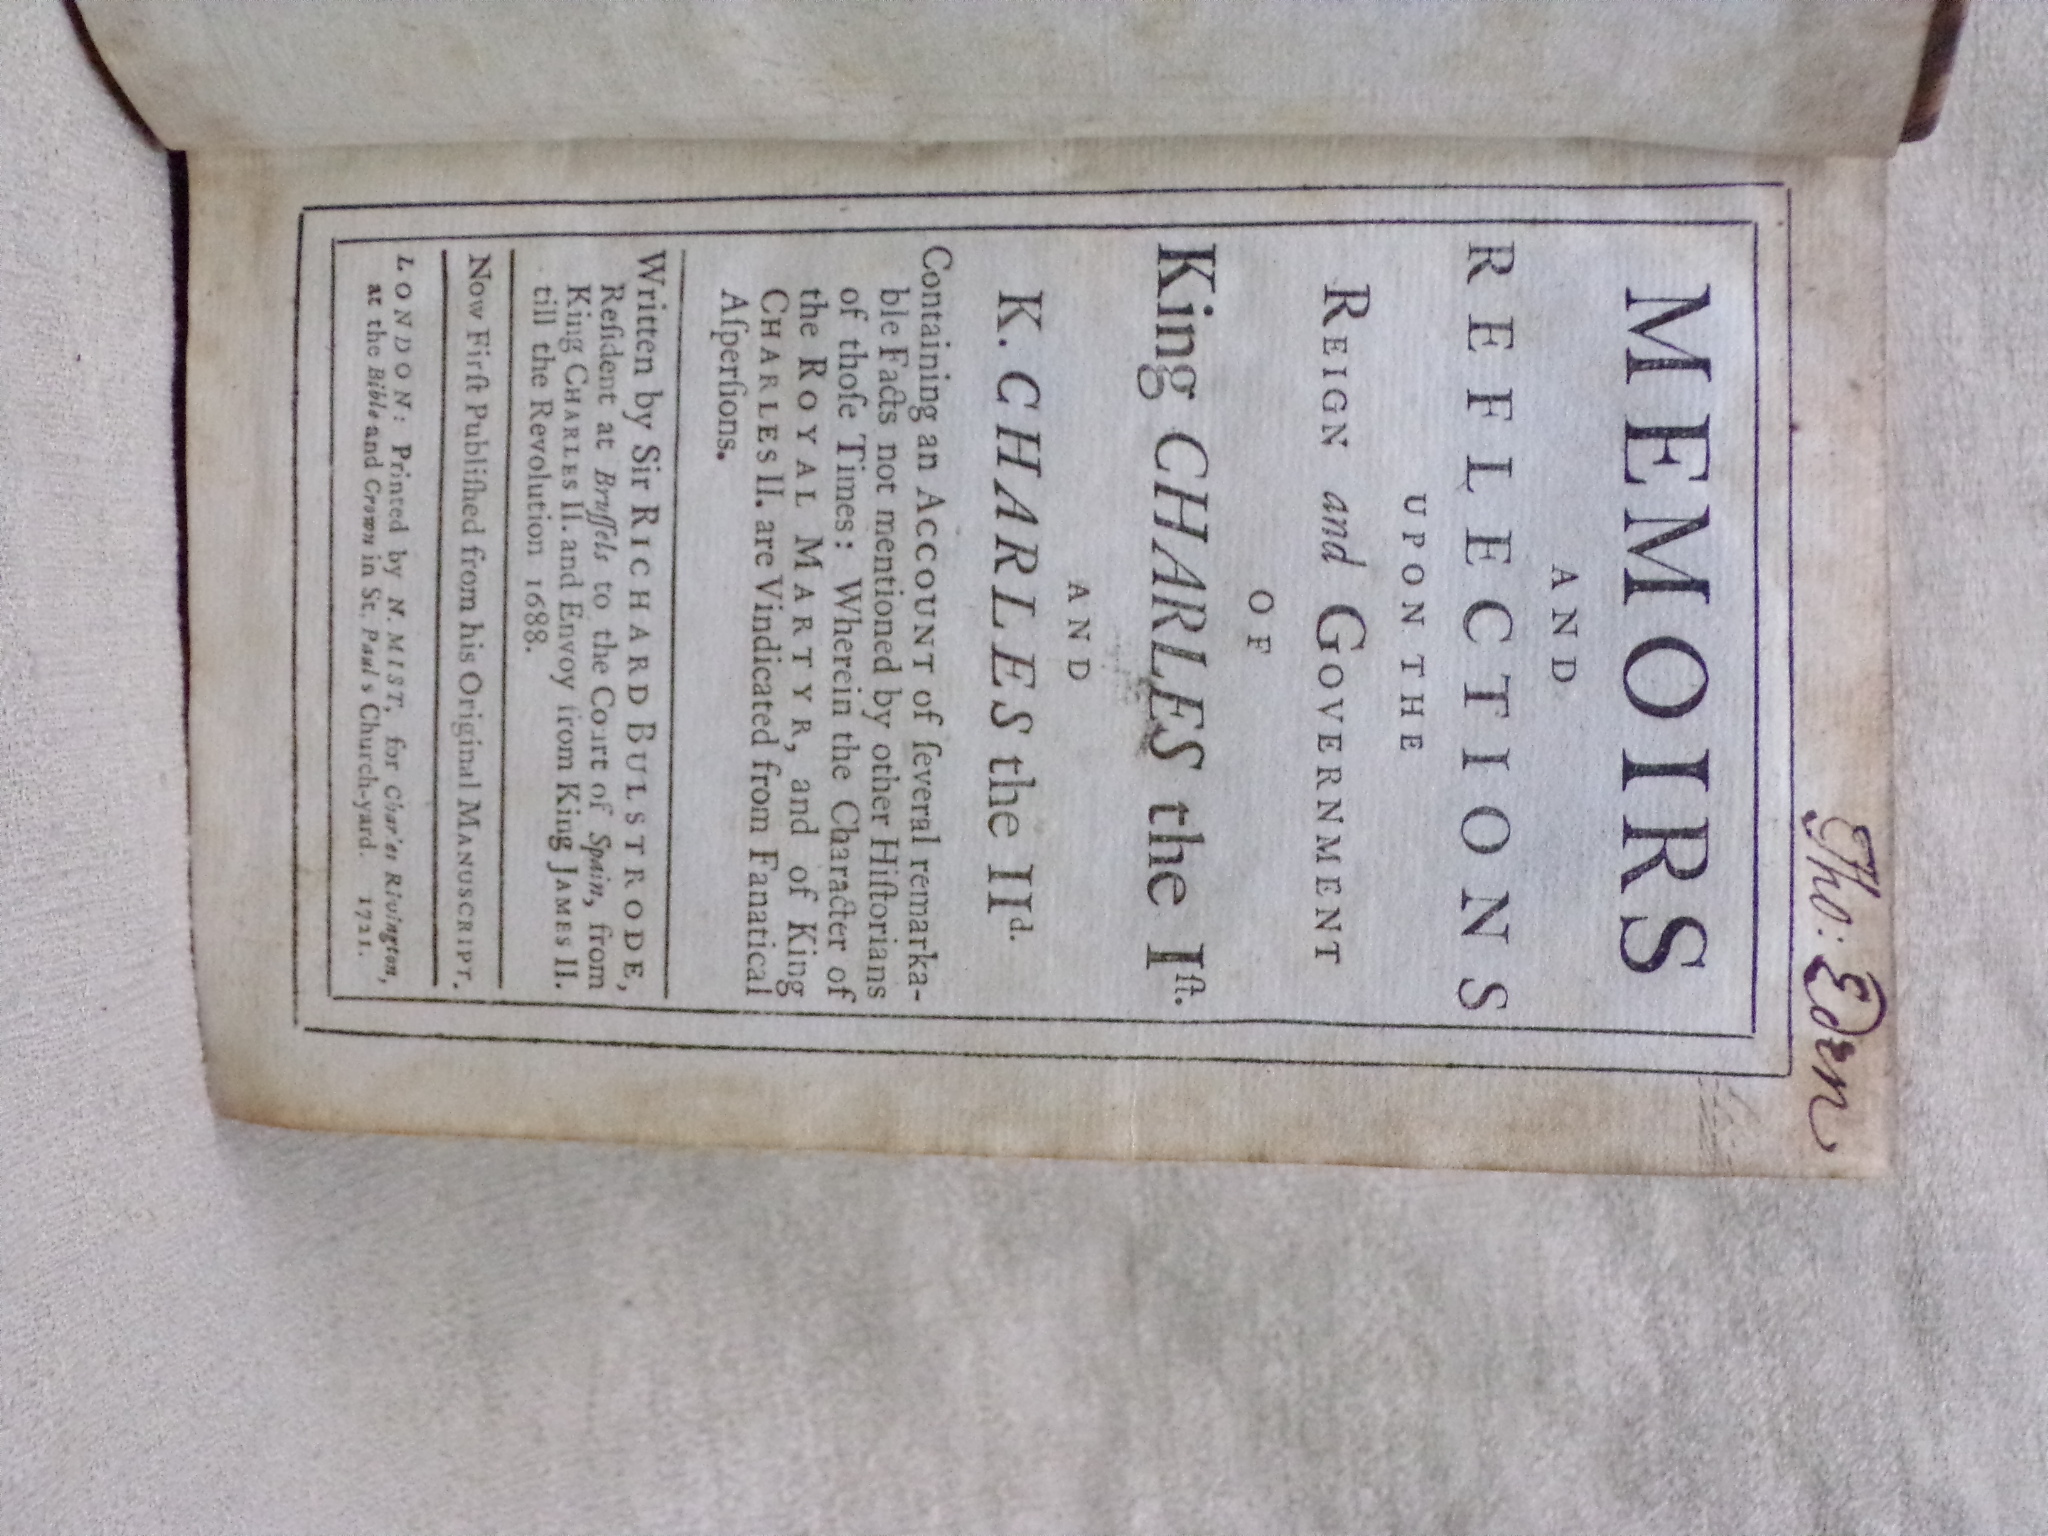 Tho: Eden
MEMOIRS
AND
REFLECTIONS
UPON THE
REIGN and GOVERNMENT
OF
King CHARLES the Iſt.
AND
K. CHARLES the IId.
Containing an ACCOUNT of ſeveral remarka-
ble Facts not mentioned by other Hiſtorians
of thoſe Times: Wherein the Character of
the ROYAL MARTYR, and of King
CHARLES II. are Vindicated from Fanatical
Aſperſions.
Written by Sir RICHARD BULSTRODE,
Reſident at Bruſſels to the Court of Spain, from
King CHARLES II. and Envoy from King JAMES II.
till the Revolution 1688.
Now Firſt Publiſhed from his Original MANUSCRIPT.
LONDON: Printed by N. MIST, for Charles Rivington,
at the Bible and Crown in St. Paul's Church-yard. 1721.